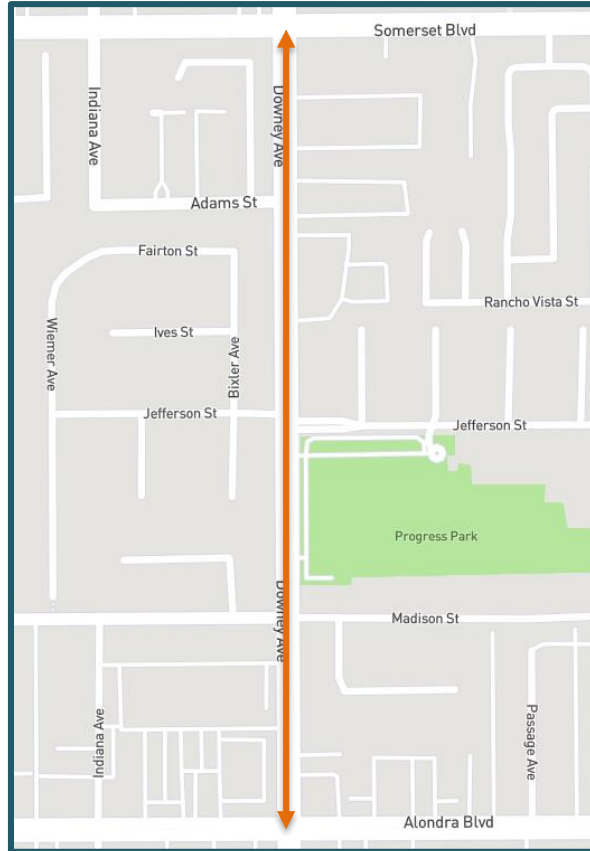 Somerset Blvd
Indiana Ave
Downey Ave
Adams St
Fairton St
Rancho Vista St
Wiemer Ave
Ives St
Bixler Ave
Jefferson St
Jefferson St
Progress Park
Downey Ave
Madison St
Indiana Ave
Passage Ave
Alondra Blvd